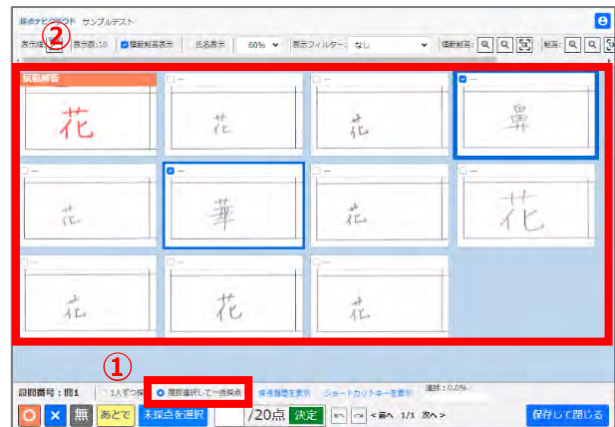 採点ナビゲウト サンプルテスト
②
表示数:10 模範解答表示 氏名表示 60% 表示フィルター: なし 模範解答: 解答:
模範解答
花 花 花 鼻
花 華 花 花
花 花 花
①
設問番号:問1 1人ずつ採 複数選択して一括採点 採点履歴を表示 ショートカットキーを表示 進捗:0.0%
無 あとで 未採点を選択 /20点 決定 <前へ 1/1 次へ> 保存して閉じる